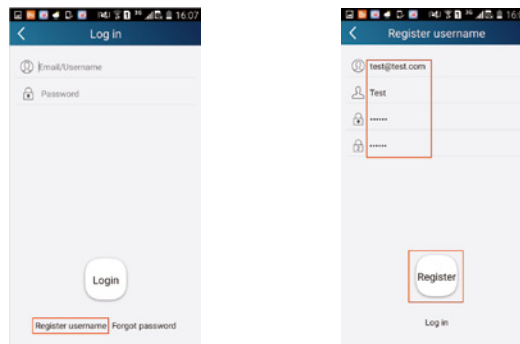 16:07
Log in
Email/Username
Password
Login
Register username Forgot password
Register username
test@test.com
Test
••••••
••••••
Register
Log in